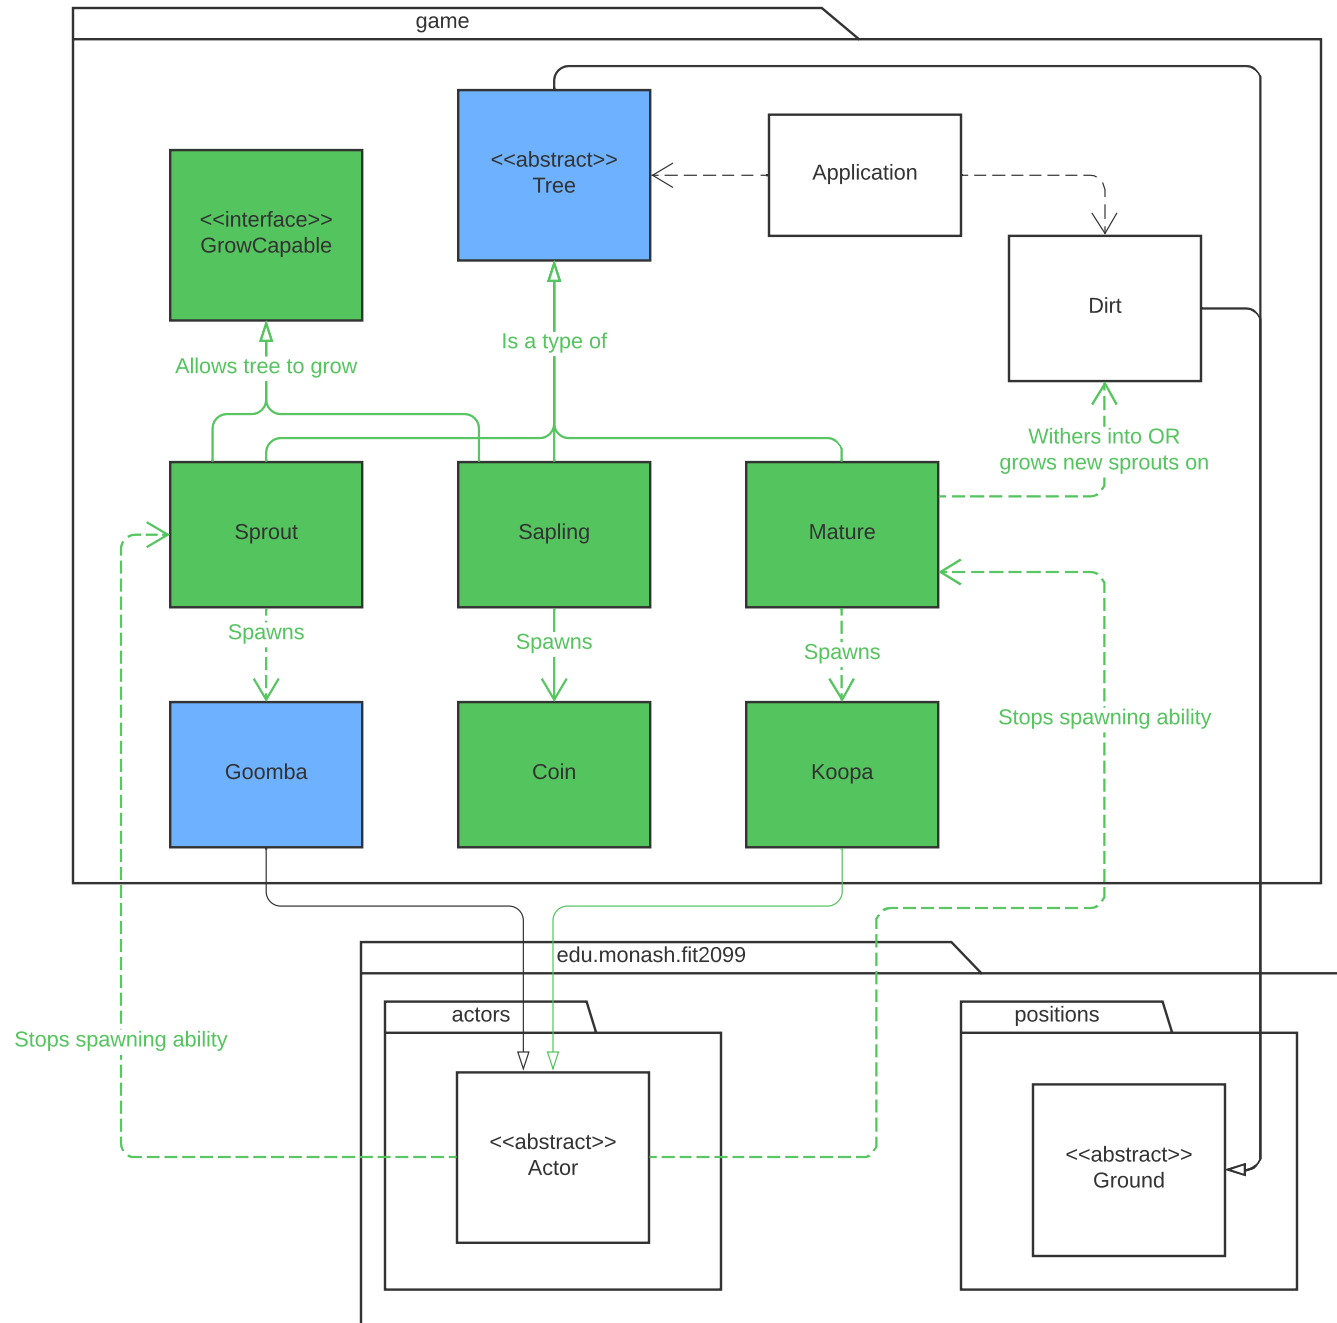 game
<<abstract>>
Tree
Application
<<interface>>
GrowCapable
Dirt
Is a type of
Allows tree to grow
Withers into OR
grows new sprouts on
Sprout
Sapling
Mature
Spawns
Spawns
Spawns
Stops spawning ability
Goomba
Coin
Koopa
edu.monash.fit2099
actors
positions
Stops spawning ability
<<abstract>>
Actor
<<abstract>>
Ground